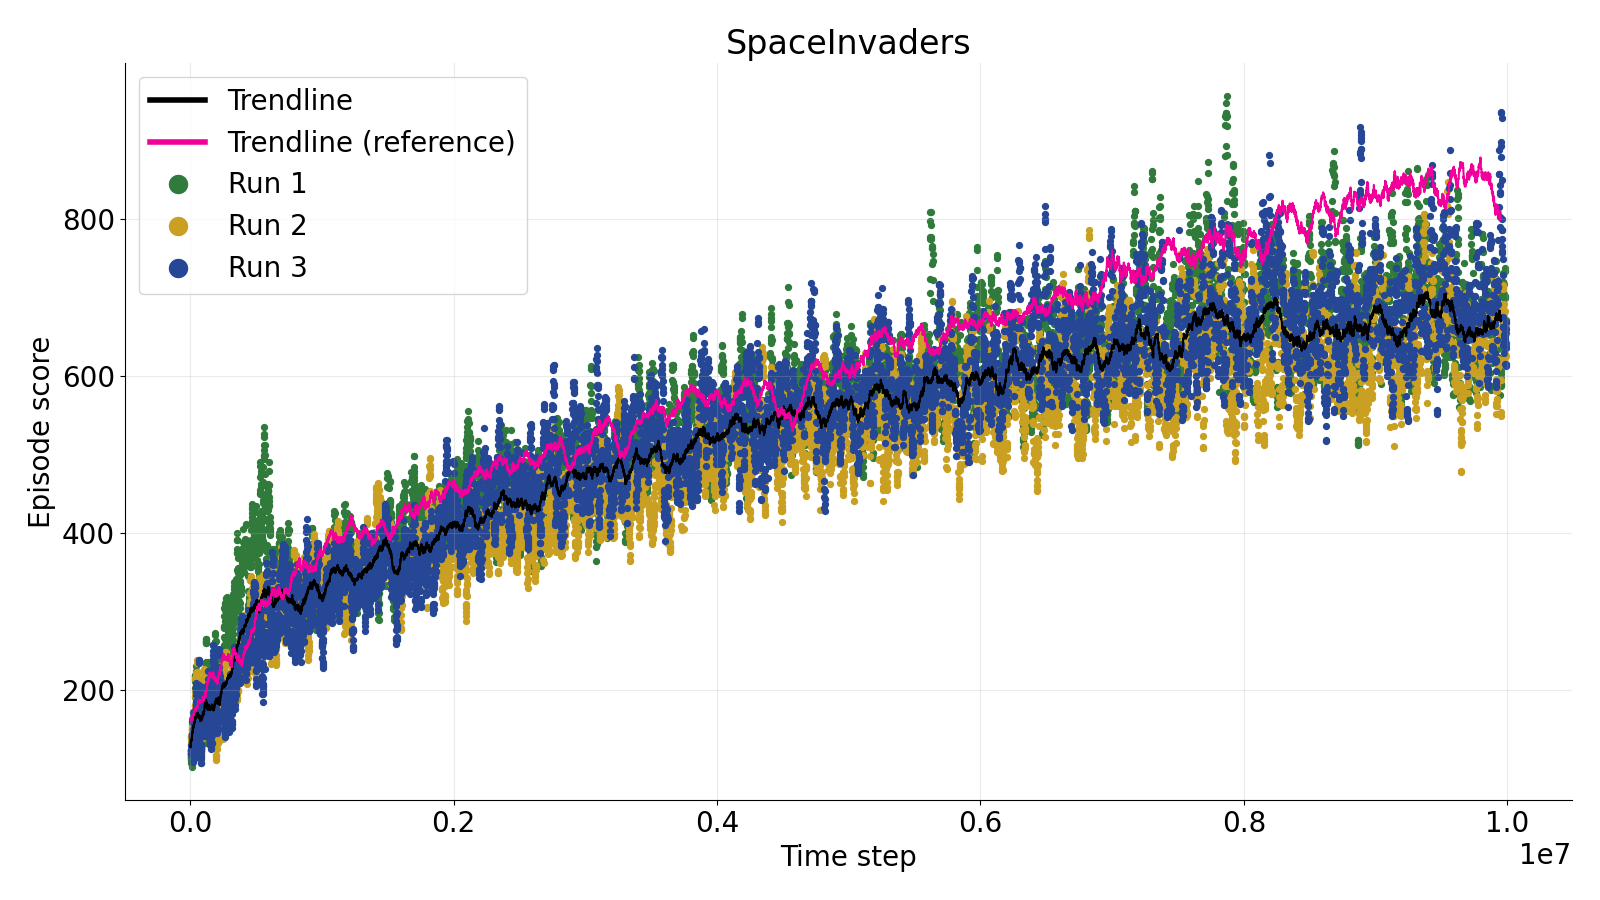 SpaceInvaders
Trendline
Trendline (reference)
Run 1
Run 2
Run 3
800
600
400
200
Episode score
0.0 0.2 0.4 0.6 0.8 1.0
Time step
1e7